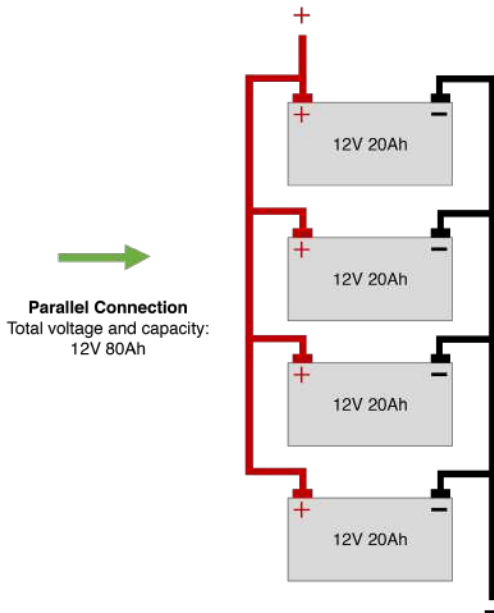 +
+ −
12V 20Ah
+ −
12V 20Ah
Parallel Connection
Total voltage and capacity:
12V 80Ah
+ −
12V 20Ah
+ −
12V 20Ah
−